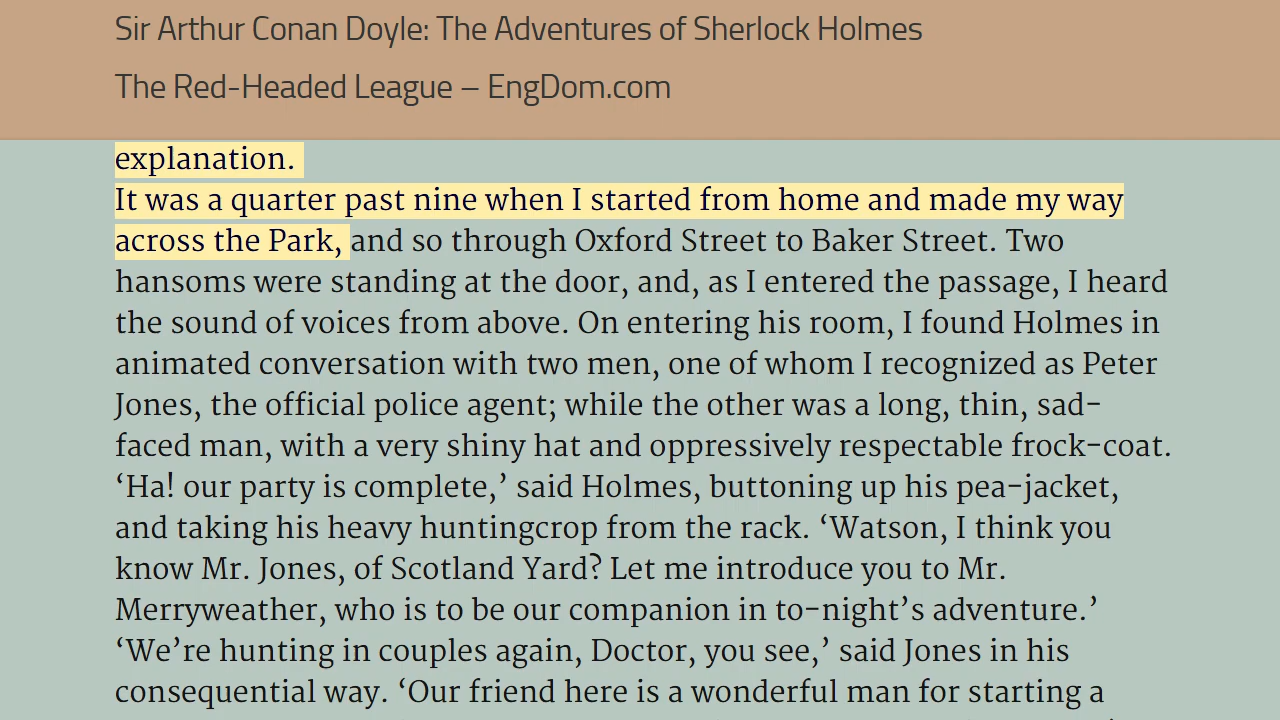 Sir Arthur Conan Doyle: The Adventures of Sherlock Holmes
The Red-Headed League – EngDom.com
explanation.
It was a quarter past nine when I started from home and made my way
across the Park, and so through Oxford Street to Baker Street. Two
hansoms were standing at the door, and, as I entered the passage, I heard
the sound of voices from above. On entering his room, I found Holmes in
animated conversation with two men, one of whom I recognized as Peter
Jones, the official police agent; while the other was a long, thin, sad-
faced man, with a very shiny hat and oppressively respectable frock-coat.
‘Ha! our party is complete,’ said Holmes, buttoning up his pea-jacket,
and taking his heavy huntingcrop from the rack. ‘Watson, I think you
know Mr. Jones, of Scotland Yard? Let me introduce you to Mr.
Merryweather, who is to be our companion in to-night’s adventure.’
‘We’re hunting in couples again, Doctor, you see,’ said Jones in his
consequential way. ‘Our friend here is a wonderful man for starting a